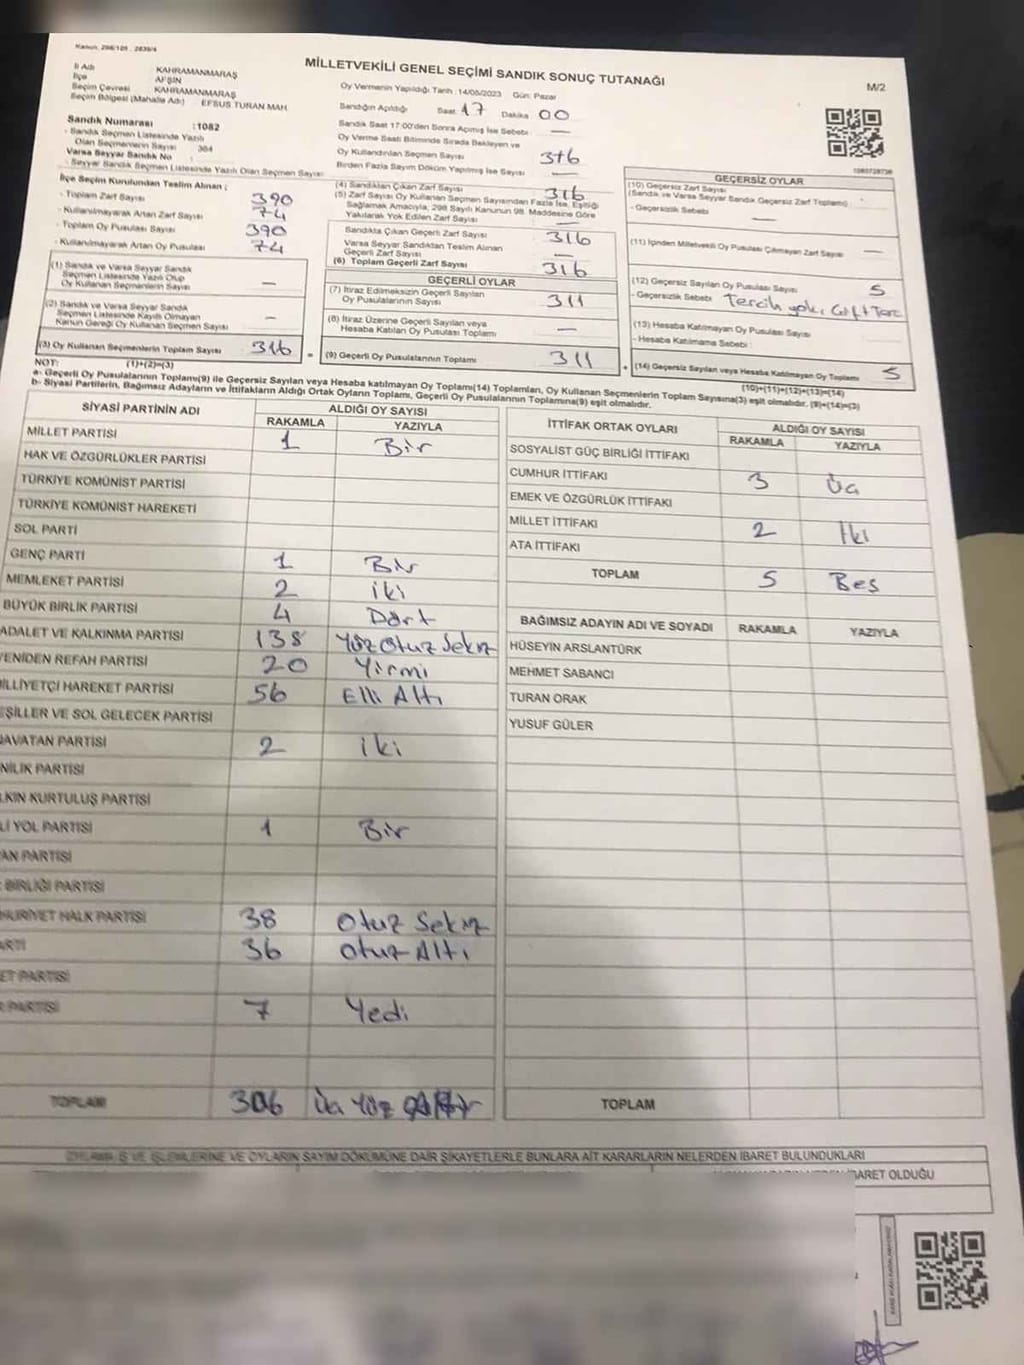 Kanun. 298/105 . 2839/4
MİLLETVEKİLİ GENEL SEÇİMİ SANDIK SONUÇ TUTANAĞI
M/2
İl Adı KAHRAMANMARAŞ
İlçe AFŞİN
Seçim Çevresi KAHRAMANMARAŞ
Seçim Bölgesi (Mahalle Adı) EFSUS TURAN MAH
Sandık Numarası :1082
- Sandık Seçmen Listesinde Yazılı
Olan Seçmenlerin Sayısı 384
Varsa Seyyar Sandık No :
- Seyyar Sandık Seçmen Listesinde Yazılı Olan Seçmen Sayısı
Oy Vermenin Yapıldığı Tarih :14/05/2023 Gün: Pazar
Sandığın Açıldığı Saat: 17 Dakika 00
Sandık Saat 17:00'den Sonra Açımış İse Sebebi : —
Oy Verme Saati Bitiminde Sırada Bekleyen ve
Oy Kullandırılan Seçmen Sayısı 316
Birden Fazla Sayım Döküm Yapılmış İse Sayısı —
İlçe Seçim Kurulundan Teslim Alınan ;
- Toplam Zarf Sayısı 390
- Kullanılmayarak Artan Zarf Sayısı 74
- Toplam Oy Pusulası Sayısı 390
- Kullanılmayarak Artan Oy Pusulası 74
(1) Sandık ve Varsa Seyyar Sandık
Seçmen Listesinde Yazılı Olup
Oy Kullanan Seçmen Sayısı —
(2) Sandık ve Varsa Seyyar Sandık
Seçmen Listesinde Kayıtlı Olmayan
Kanun Gereği Oy Kullanan Seçmen Sayısı —
(3) Oy Kullanan Seçmenlerin Toplam Sayısı 316
(1)+(2)=(3)
(4) Sandıktan Çıkan Zarf Sayısı 316
(5) Zarf Sayısı Oy Kullanan Seçmen Sayısından Fazla İse, Eşitliği
Sağlamak Amacıyla, 298 Sayılı Kanunun 98. Maddesine Göre
Yakılarak Yok Edilen Zarf Sayısı —
Sandıkta Çıkan Geçerli Zarf Sayısı 316
Varsa Seyyar Sandıktan Teslim Alınan
Geçerli Zarf Sayısı —
(6) Toplam Geçerli Zarf Sayısı 316
GEÇERLİ OYLAR
(7) İtiraz Edilmeksizin Geçerli Sayılan
Oy Pusulalarının Sayısı 311
(8) İtiraz Üzerine Geçerli Sayılan veya
Hesaba Katılan Oy Pusulası Toplamı —
= (9) Geçerli Oy Pusulalarının Toplamı 311 +
GEÇERSİZ OYLAR
(10) Geçersiz Zarf Sayısı
(Sandık ve Varsa Seyyar Sandık Geçersiz Zarf Toplamı) :
- Geçersizlik Sebebi —
(11) İçinden Milletvekili Oy Pusulası Çıkmayan Zarf Sayısı —
(12) Geçersiz Sayılan Oy Pusulası Sayısı 5
- Geçersizlik Sebebi : Tercih yok, Çift Terc
(13) Hesaba Katılmayan Oy Pusulası Sayısı
- Hesaba Katılmama Sebebi :
(14) Geçersiz Sayılan veya Hesaba Katılmayan Oy Toplamı 5
(10)+(11)+(12)+(13)=(14)
NOT:
a- Geçerli Oy Pusulalarının Toplamı(9) ile Geçersiz Sayılan veya Hesaba katılmayan Oy Toplamı(14) Toplamları, Oy Kullanan Seçmenlerin Toplam Sayısına(3) eşit olmalıdır. (9)+(14)=(3)
b- Siyasi Partilerin, Bağımsız Adayların ve İttifakların Aldığı Ortak Oyların Toplamı, Geçerli Oy Pusulalarının Toplamına(9) eşit olmalıdır.
SİYASİ PARTİNİN ADI ALDIĞI OY SAYISI
RAKAMLA YAZIYLA
MİLLET PARTİSİ 1 Bir
HAK VE ÖZGÜRLÜKLER PARTİSİ
TÜRKİYE KOMÜNİST PARTİSİ
TÜRKİYE KOMÜNİST HAREKETİ
SOL PARTİ
GENÇ PARTİ 1 Bir
MEMLEKET PARTİSİ 2 iki
BÜYÜK BİRLİK PARTİSİ 4 Dört
ADALET VE KALKINMA PARTİSİ 138 Yüz Otuz Sekiz
YENİDEN REFAH PARTİSİ 20 Yirmi
MİLLİYETÇİ HAREKET PARTİSİ 56 Elli Altı
EŞİLLER VE SOL GELECEK PARTİSİ
AVATAN PARTİSİ 2 iki
NİLİK PARTİSİ
LKIN KURTULUŞ PARTİSİ
Lİ YOL PARTİSİ 1 Bir
AN PARTİSİ
BİRLİĞİ PARTİSİ
HURİYET HALK PARTİSİ 38 Otuz Sekiz
ARTİ 36 Otuz Altı
ET PARTİSİ
PARTİSİ 7 Yedi
TOPLAM 306 Üç Yüz
İTTİFAK ORTAK OYLARI ALDIĞI OY SAYISI
RAKAMLA YAZIYLA
SOSYALİST GÜÇ BİRLİĞİ İTTİFAKI
CUMHUR İTTİFAKI 3 Üç
EMEK VE ÖZGÜRLÜK İTTİFAKI
MİLLET İTTİFAKI 2 İki
ATA İTTİFAKI
TOPLAM 5 Beş
BAĞIMSIZ ADAYIN ADI VE SOYADI RAKAMLA YAZIYLA
HÜSEYİN ARSLANTÜRK
MEHMET SABANCI
TURAN ORAK
YUSUF GÜLER
TOPLAM
İŞ VE İŞLEMLERİNE VE OYLARIN SAYIM DÖKÜMÜNE DAİR ŞİKAYETLERLE BUNLARA AİT KARARLARIN NELERDEN İBARET BULUNDUKLARI
İBARET OLDUĞU